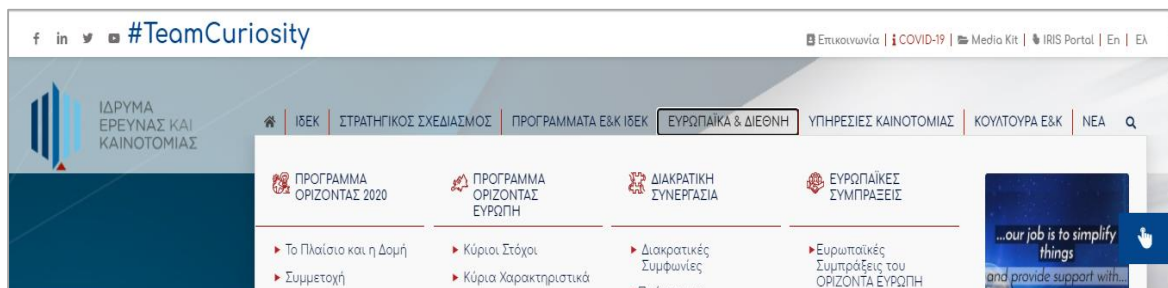 #TeamCuriosity
Επικοινωνία | COVID-19 | Media Kit | IRIS Portal | En | Ελ
ΙΔΡΥΜΑ
ΕΡΕΥΝΑΣ ΚΑΙ
ΚΑΙΝΟΤΟΜΙΑΣ
ΙδΕΚ | ΣΤΡΑΤΗΓΙΚΟΣ ΣΧΕΔΙΑΣΜΟΣ | ΠΡΟΓΡΑΜΜΑΤΑ Ε&Κ ΙδΕΚ | ΕΥΡΩΠΑΪΚΑ & ΔΙΕΘΝΗ | ΥΠΗΡΕΣΙΕΣ ΚΑΙΝΟΤΟΜΙΑΣ | ΚΟΥΛΤΟΥΡΑ Ε&Κ | ΝΕΑ
ΠΡΟΓΡΑΜΜΑ
ΟΡΙΖΟΝΤΑΣ 2020
Το Πλαίσιο και η Δομή
Συμμετοχή
ΠΡΟΓΡΑΜΜΑ
ΟΡΙΖΟΝΤΑΣ
ΕΥΡΩΠΗ
Κύριοι Στόχοι
Κύρια Χαρακτηριστικά
ΔΙΑΚΡΑΤΙΚΗ
ΣΥΝΕΡΓΑΣΙΑ
Διακρατικές
Συμφωνίες
ΕΥΡΩΠΑΪΚΕΣ
ΣΥΜΠΡΑΞΕΙΣ
Ευρωπαϊκές
Συμπράξεις του
ΟΡΙΖΟΝΤΑ ΕΥΡΩΠΗ
...our job is to simplify
things
and provide support with...